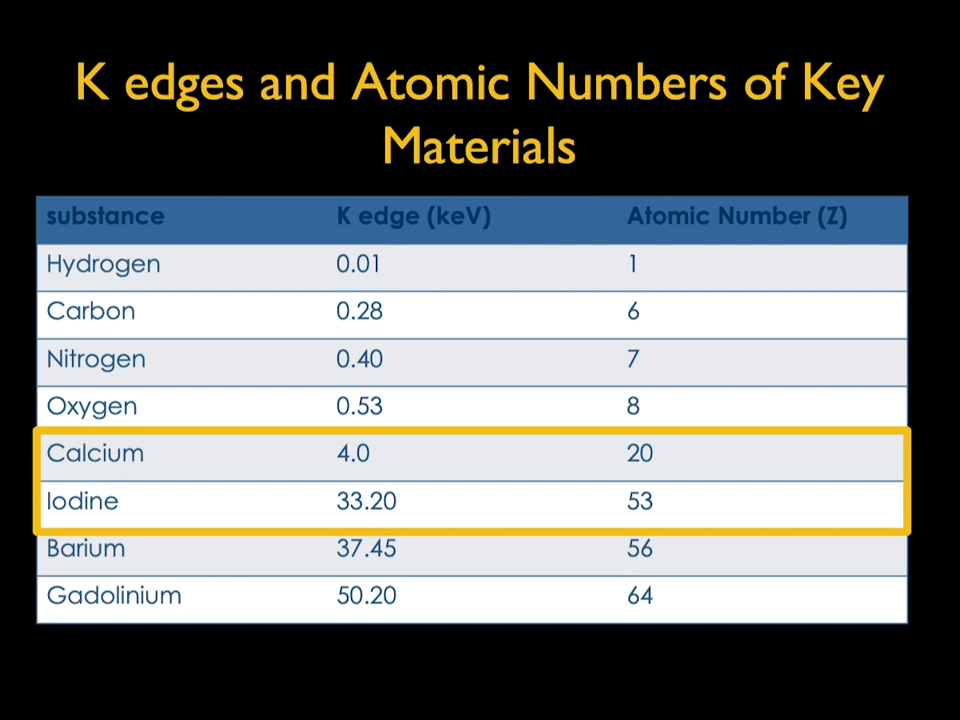 K edges and Atomic Numbers of Key
Materials
substance K edge (keV) Atomic Number (Z)
Hydrogen 0.01 1
Carbon 0.28 6
Nitrogen 0.40 7
Oxygen 0.53 8
Calcium 4.0 20
Iodine 33.20 53
Barium 37.45 56
Gadolinium 50.20 64